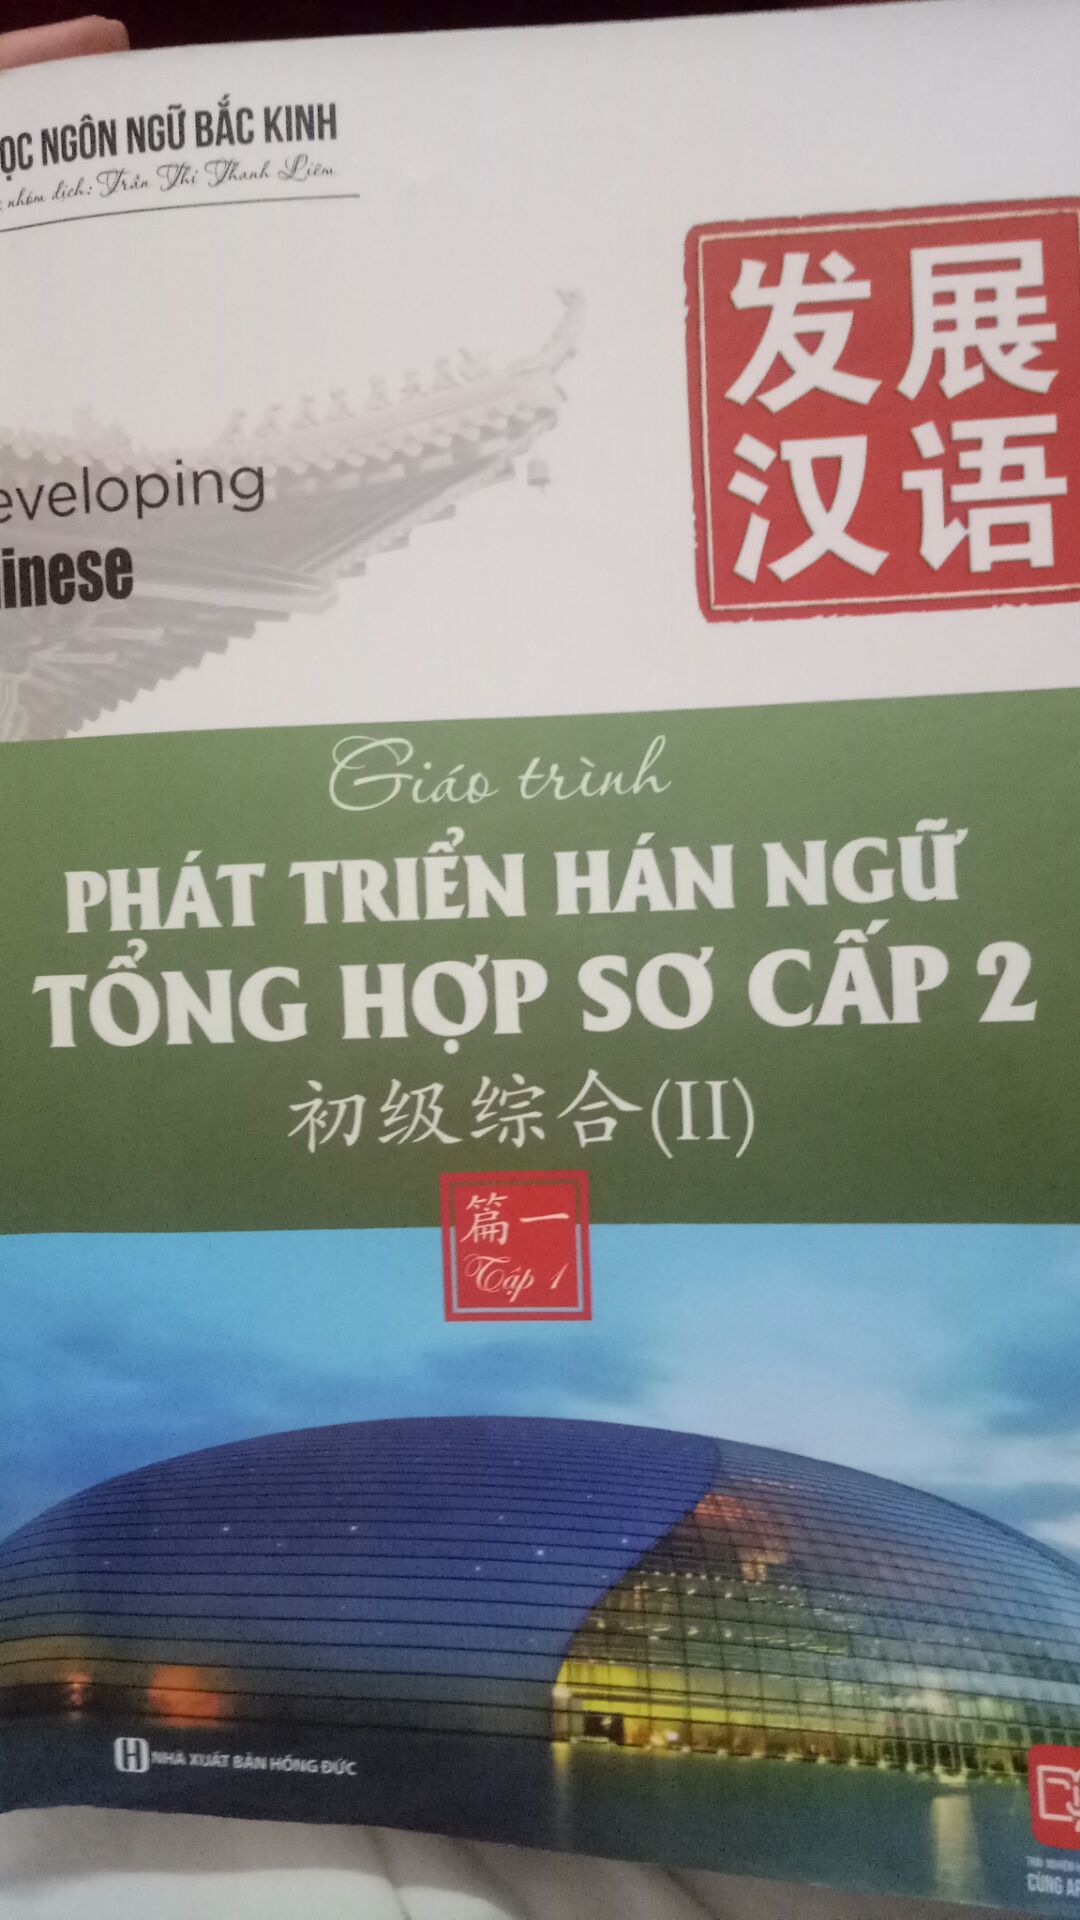 ỌC NGÔN NGỮ BẮC KINH
nhóm dịch: Trần Thị Thanh Liêm
发展
汉语
eveloping
inese
Giáo trình
PHÁT TRIỂN HÁN NGỮ
TỔNG HỢP SƠ CẤP 2
初级综合(II)
篇一
Tập 1
NHÀ XUẤT BẢN HỒNG ĐỨC